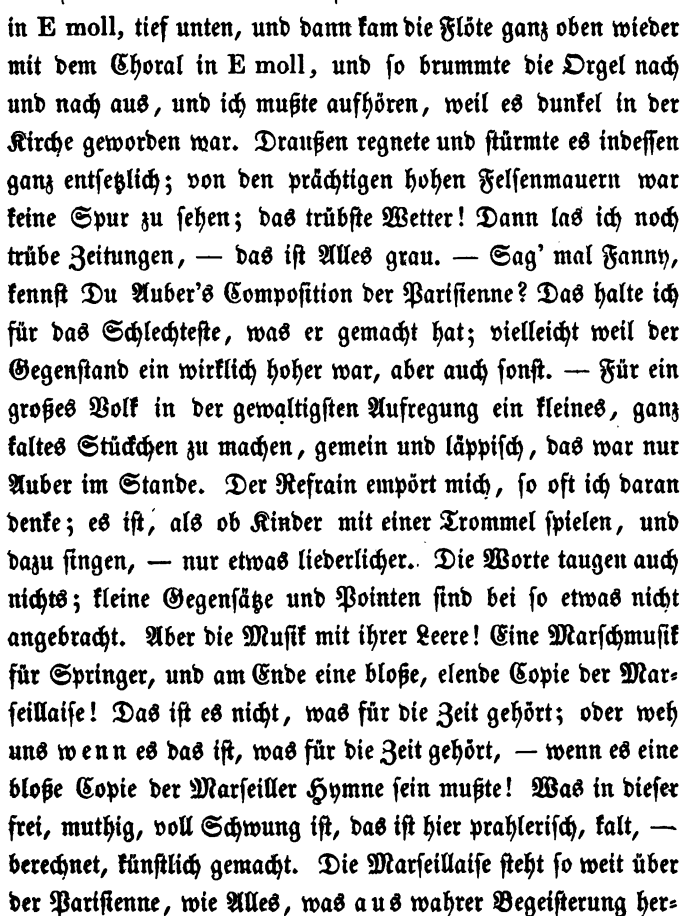 in E moll, tief unten, und dann kam die Flöte ganz oben wieder
mit dem Choral in E moll, und so brummte die Orgel nach
und nach aus, und ich mußte aufhören, weil es dunkel in der
Kirche geworden war. Draußen regnete und stürmte es indessen
ganz entsetzlich; von den prächtigen hohen Felsenmauern war
keine Spur zu sehen; das trübste Wetter! Dann las ich noch
trübe Zeitungen, — das ist Alles grau. — Sag' mal Fanny,
kennst Du Auber's Composition der Parisienne? Das halte ich
für das Schlechteste, was er gemacht hat; vielleicht weil der
Gegenstand ein wirklich hoher war, aber auch sonst. — Für ein
großes Volk in der gewaltigsten Aufregung ein kleines, ganz
kaltes Stückchen zu machen, gemein und läppisch, das war nur
Auber im Stande. Der Refrain empört mich, so oft ich daran
denke; es ist, als ob Kinder mit einer Trommel spielen, und
dazu singen, — nur etwas liederlicher. Die Worte taugen auch
nichts; kleine Gegensätze und Pointen sind bei so etwas nicht
angebracht. Aber die Musik mit ihrer Leere! Eine Marschmusik
für Springer, und am Ende eine bloße, elende Copie der Mar-
seillaise! Das ist es nicht, was für die Zeit gehört; oder weh
uns wenn es das ist, was für die Zeit gehört, — wenn es eine
bloße Copie der Marseiller Hymne sein mußte! Was in dieser
frei, muthig, voll Schwung ist, das ist hier prahlerisch, kalt, —
berechnet, künstlich gemacht. Die Marseillaise steht so weit über
der Parisienne, wie Alles, was aus wahrer Begeisterung her-